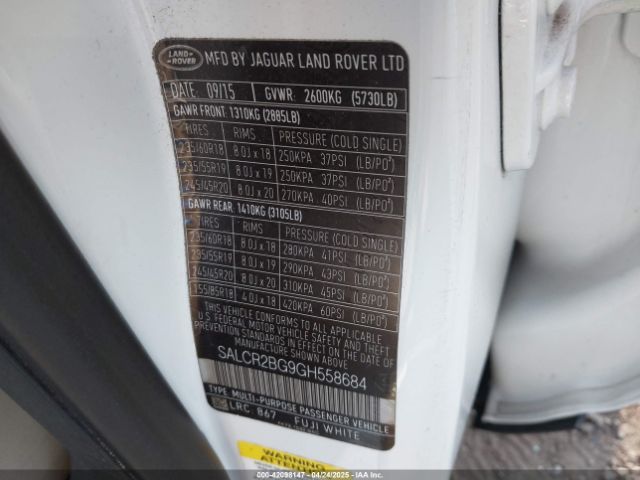 LAND ROVER MFD BY JAGUAR LAND ROVER LTD
DATE: 09/15 GVWR: 2600KG (5730LB)
GAWR FRONT: 1310KG (2885LB)
TIRES RIMS PRESSURE (COLD SINGLE)
235/60R18 8.0J x 18 250KPA 37PSI (LB/PO²)
235/55R19 8.0J x 19 250KPA 37PSI (LB/PO²)
245/45R20 8.0J x 20 270KPA 40PSI (LB/PO²)
GAWR REAR: 1410KG (3105LB)
TIRES RIMS PRESSURE (COLD SINGLE)
235/60R18 8.0J x 18 280KPA 41PSI (LB/PO²)
235/55R19 8.0J x 19 290KPA 43PSI (LB/PO²)
245/45R20 8.0J x 20 310KPA 45PSI (LB/PO²)
155/85R18 4.0J x 18 420KPA 60PSI (LB/PO²)
THIS VEHICLE CONFORMS TO ALL APPLICABLE
U.S. FEDERAL MOTOR VEHICLE SAFETY AND THEFT
PREVENTION STANDARDS IN EFFECT ON THE DATE OF
SALCR2BG9GH558684
TYPE: MULTI-PURPOSE PASSENGER VEHICLE
LRC: 867 FUJI WHITE
WARNING
© IAA 42098147 - 04/24/2025 - IAAI.COM